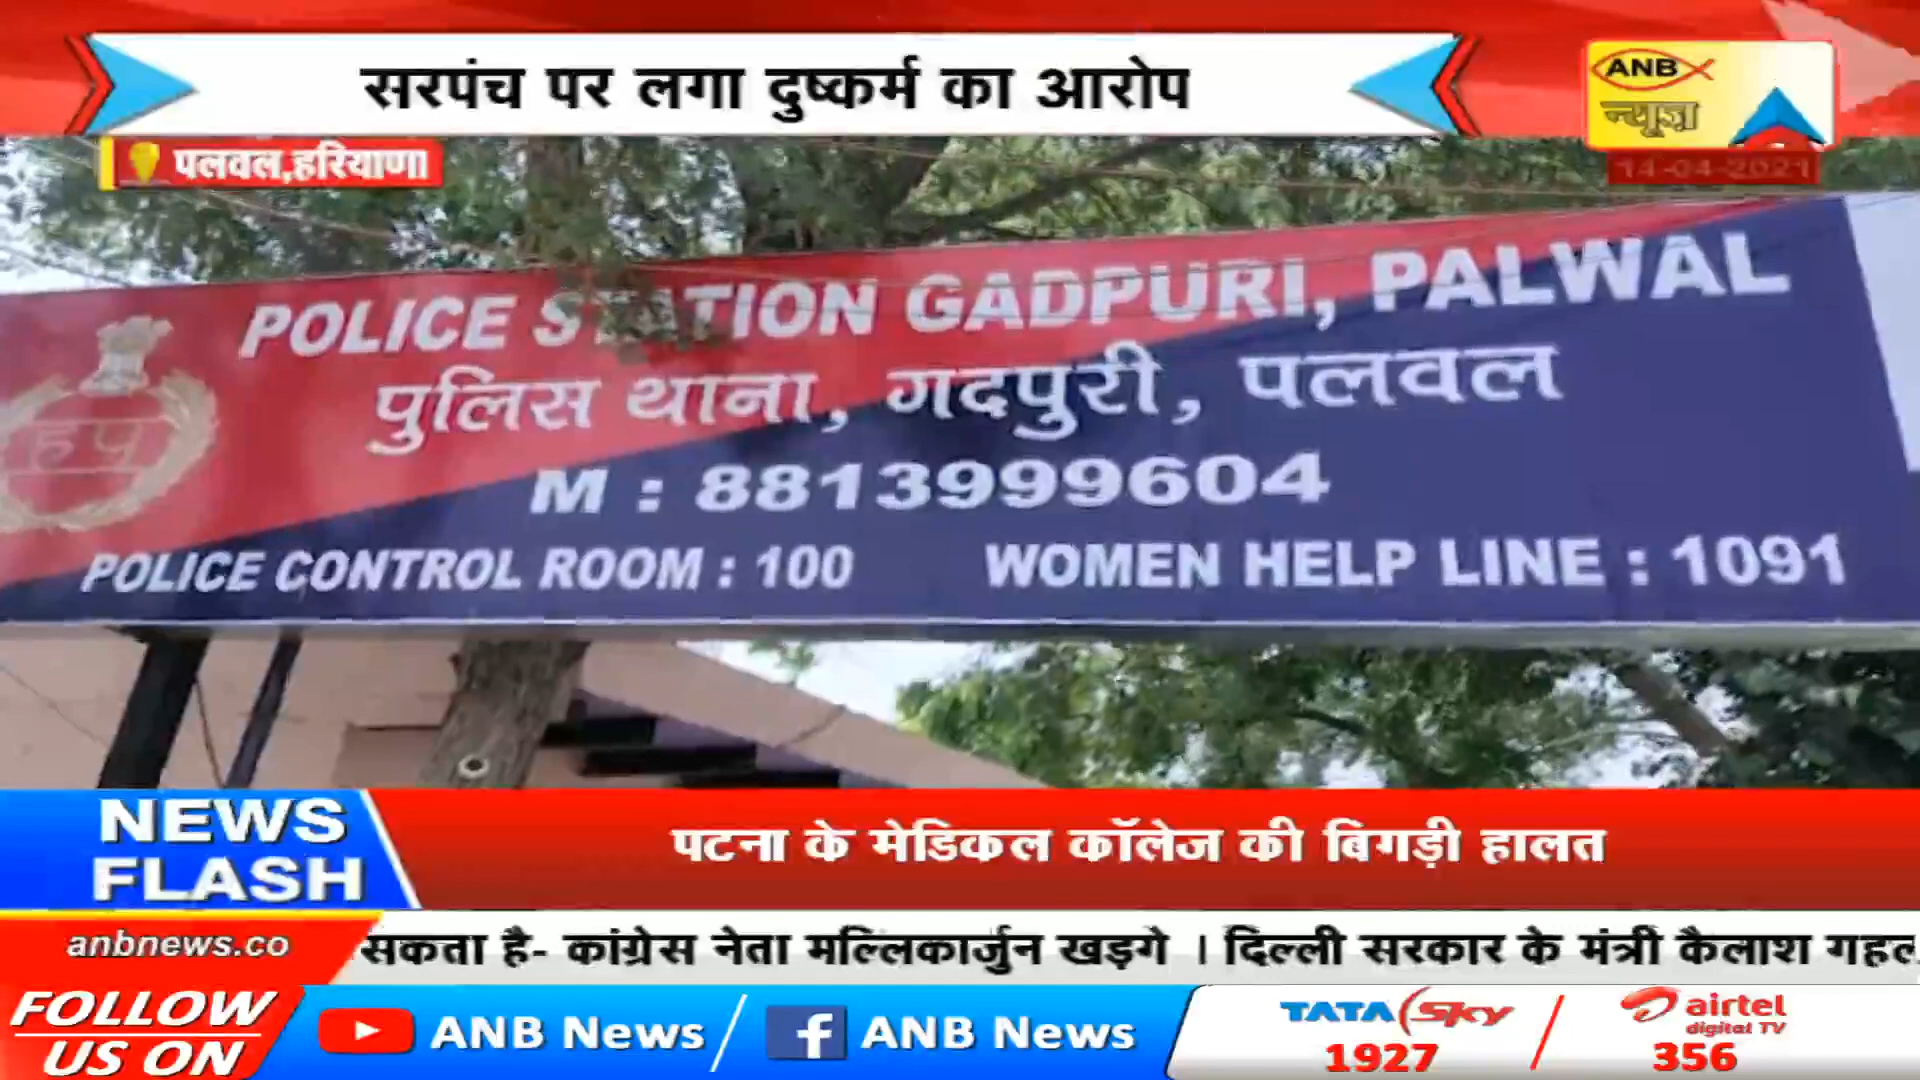 सरपंच पर लगा दुष्कर्म का आरोप
ANB
न्यूज़
पलवल,हरियाणा
14-04-2021
POLICE STATION GADPURI, PALWAL
पुलिस थाना, गदपुरी, पलवल
ह पु
M : 8813999604
POLICE CONTROL ROOM : 100 WOMEN HELP LINE : 1091
NEWS FLASH
पटना के मेडिकल कॉलेज की बिगड़ी हालत
anbnews.co
सकता है- कांग्रेस नेता मल्लिकार्जुन खड़गे । दिल्ली सरकार के मंत्री कैलाश गहल
FOLLOW US ON
ANB News / ANB News
TATA Sky 1927 / airtel digital TV 356